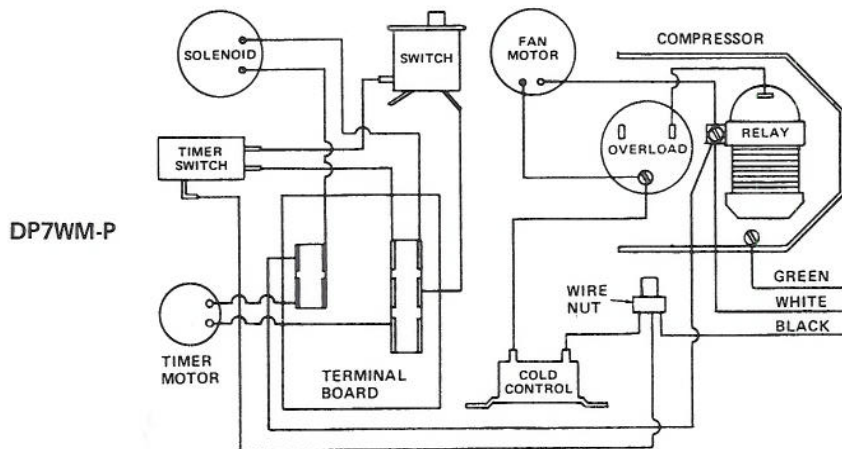 SOLENOID
SWITCH
FAN
MOTOR
COMPRESSOR
TIMER
SWITCH
OVERLOAD
RELAY
DP7WM-P
GREEN
WIRE
NUT
WHITE
BLACK
TIMER
MOTOR
TERMINAL
BOARD
COLD
CONTROL